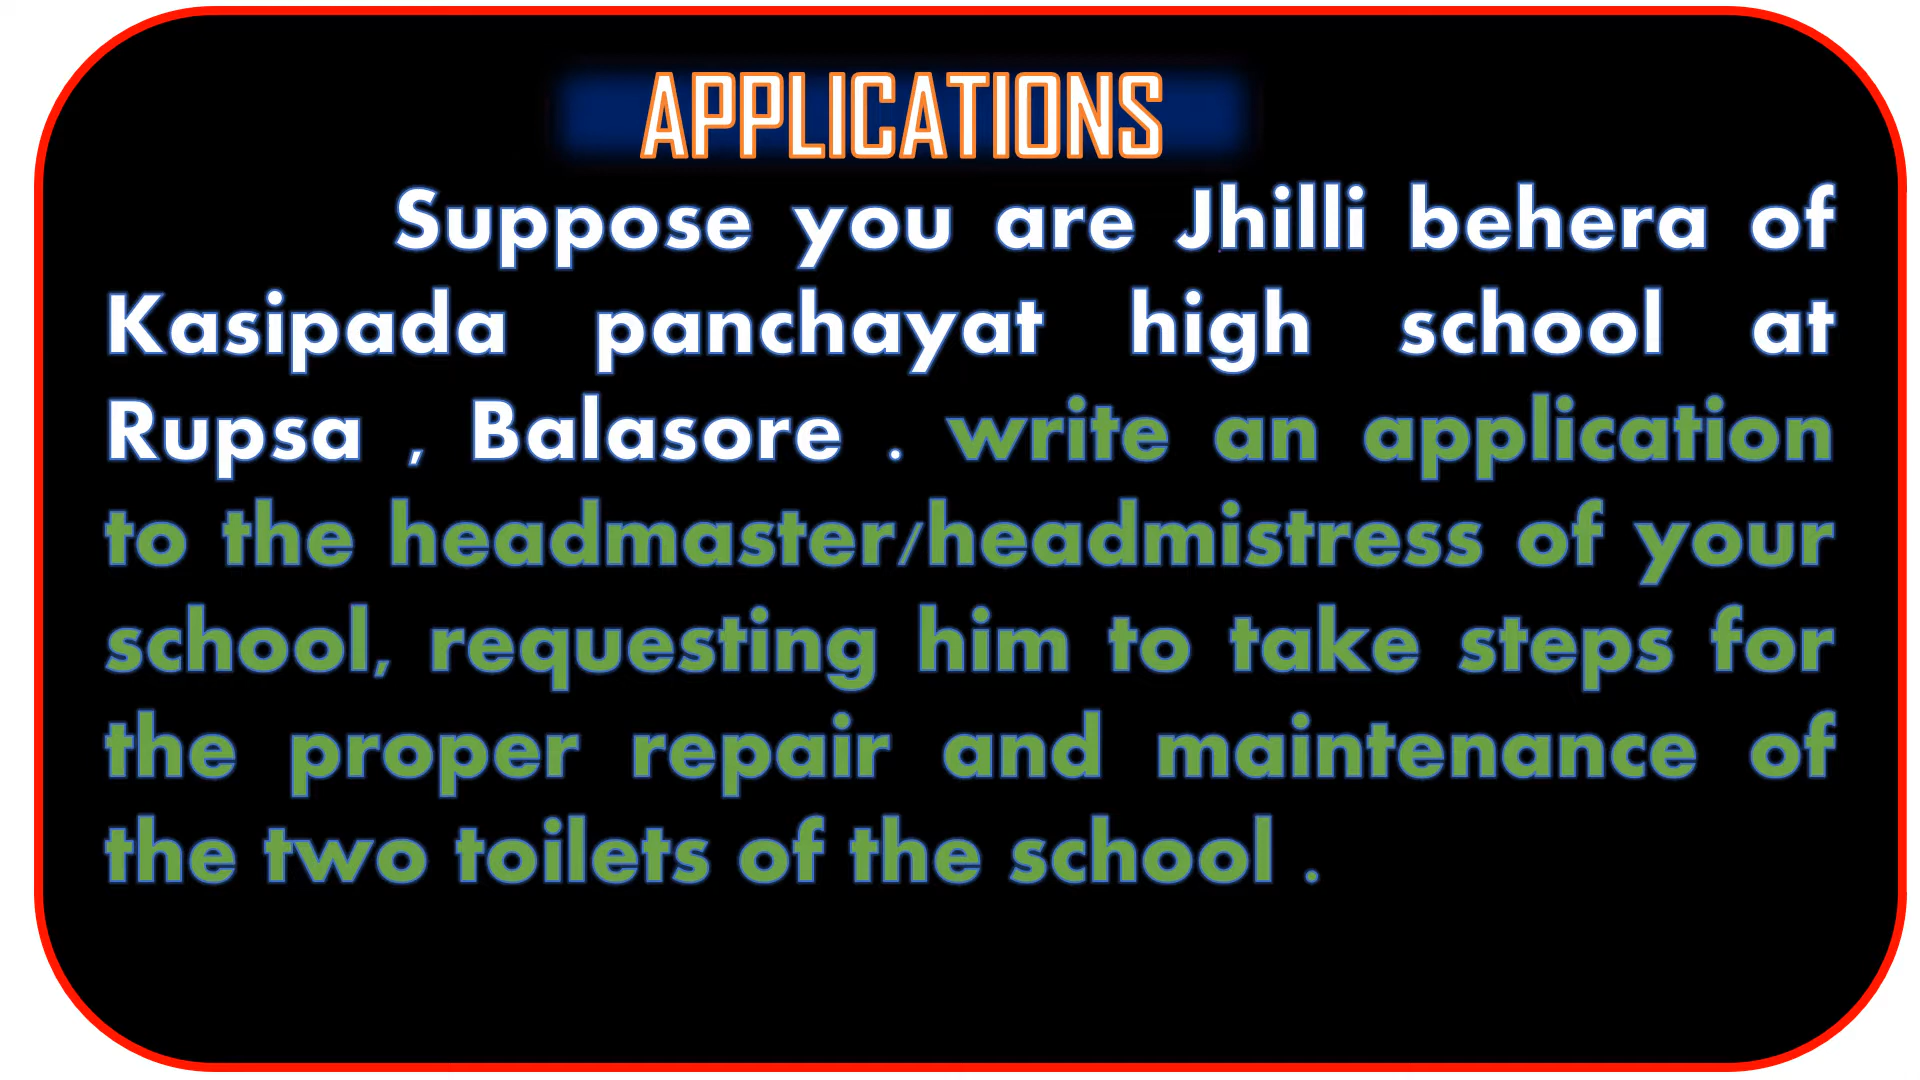 APPLICATIONS
Suppose you are Jhilli behera of
Kasipada panchayat high school at
Rupsa , Balasore . write an application
to the headmaster/headmistress of your
school, requesting him to take steps for
the proper repair and maintenance of
the two toilets of the school .